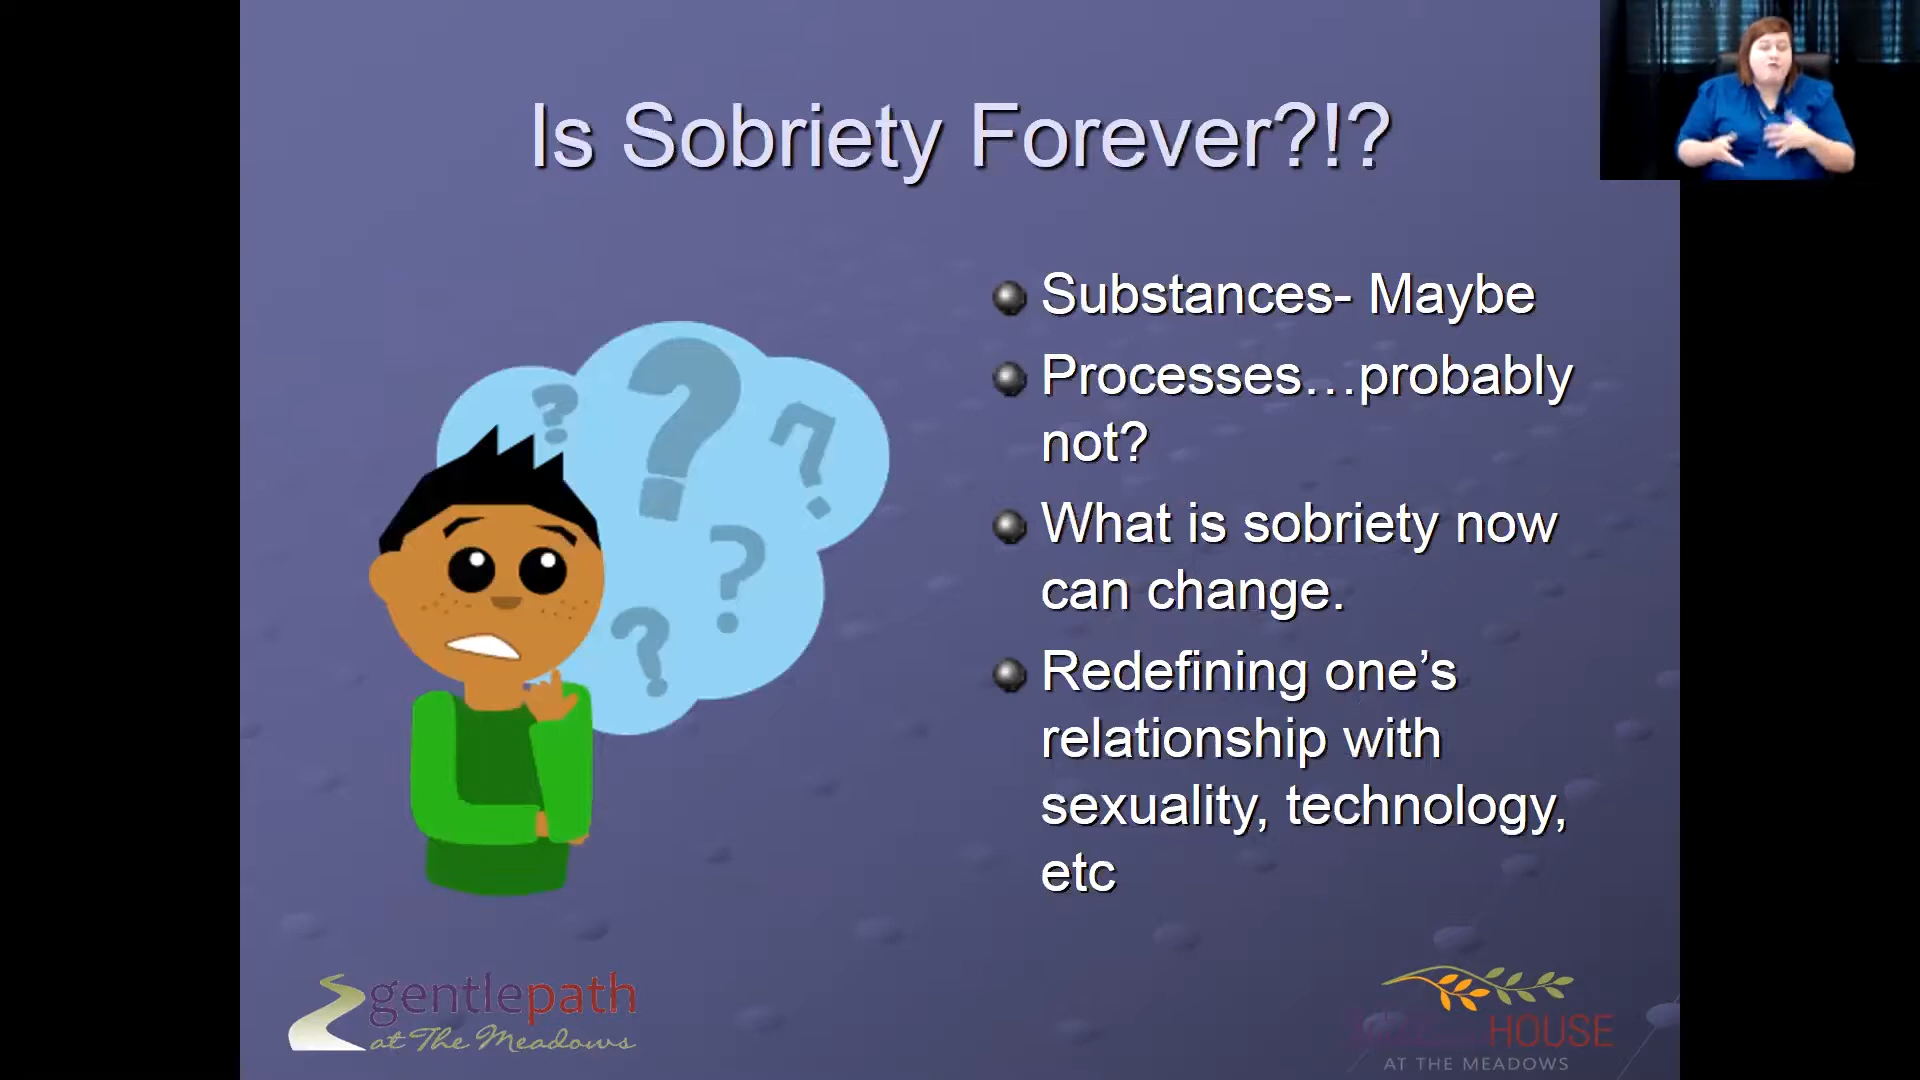 Is Sobriety Forever?!?
Substances- Maybe
Processes…probably
not?
What is sobriety now
can change.
Redefining one’s
relationship with
sexuality, technology,
etc
gentlepath
at The Meadows
HOUSE
AT THE MEADOWS